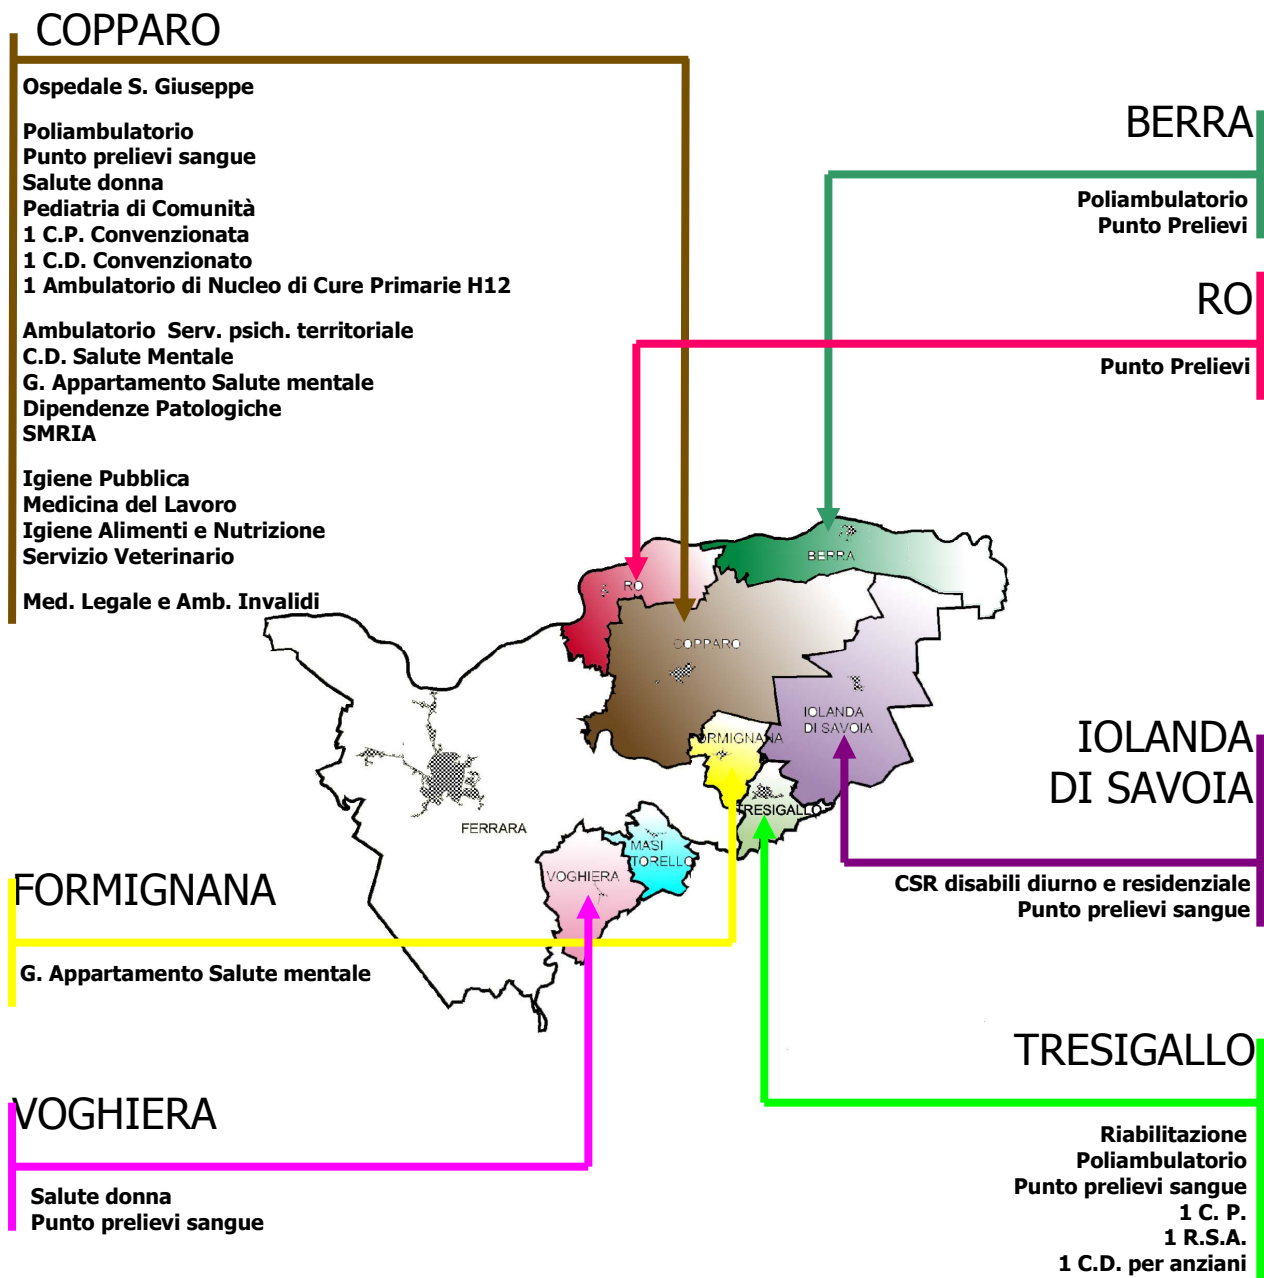 COPPARO
Ospedale S. Giuseppe
Poliambulatorio
Punto prelievi sangue
Salute donna
Pediatria di Comunità
1 C.P. Convenzionata
1 C.D. Convenzionato
1 Ambulatorio di Nucleo di Cure Primarie H12
Ambulatorio Serv. psich. territoriale
C.D. Salute Mentale
G. Appartamento Salute mentale
Dipendenze Patologiche
SMRIA
Igiene Pubblica
Medicina del Lavoro
Igiene Alimenti e Nutrizione
Servizio Veterinario
Med. Legale e Amb. Invalidi
BERRA
Poliambulatorio
Punto Prelievi
RO
Punto Prelievi
BERRA
RO
COPPARO
IOLANDA
DI SAVOIA
FORMIGNANA
TRESIGALLO
FERRARA
MASI
TORELLO
VOGHIERA
IOLANDA
DI SAVOIA
CSR disabili diurno e residenziale
Punto prelievi sangue
FORMIGNANA
G. Appartamento Salute mentale
TRESIGALLO
Riabilitazione
Poliambulatorio
Punto prelievi sangue
1 C. P.
1 R.S.A.
1 C.D. per anziani
VOGHIERA
Salute donna
Punto prelievi sangue